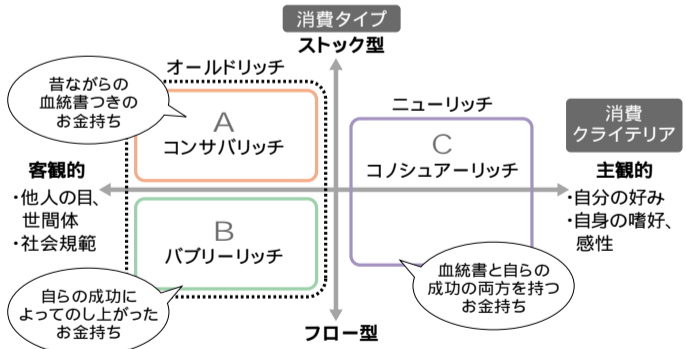 消費タイプ
ストック型
オールドリッチ
昔ながらの
血統書つきの
お金持ち
A
コンサバリッチ
ニューリッチ
C
コノシュアーリッチ
消費
クライテリア
客観的
・他人の目、
世間体
・社会規範
主観的
・自分の好み
・自身の嗜好、
感性
B
バブリーリッチ
自らの成功に
よってのし上がった
お金持ち
血統書と自らの
成功の両方を持つ
お金持ち
フロー型